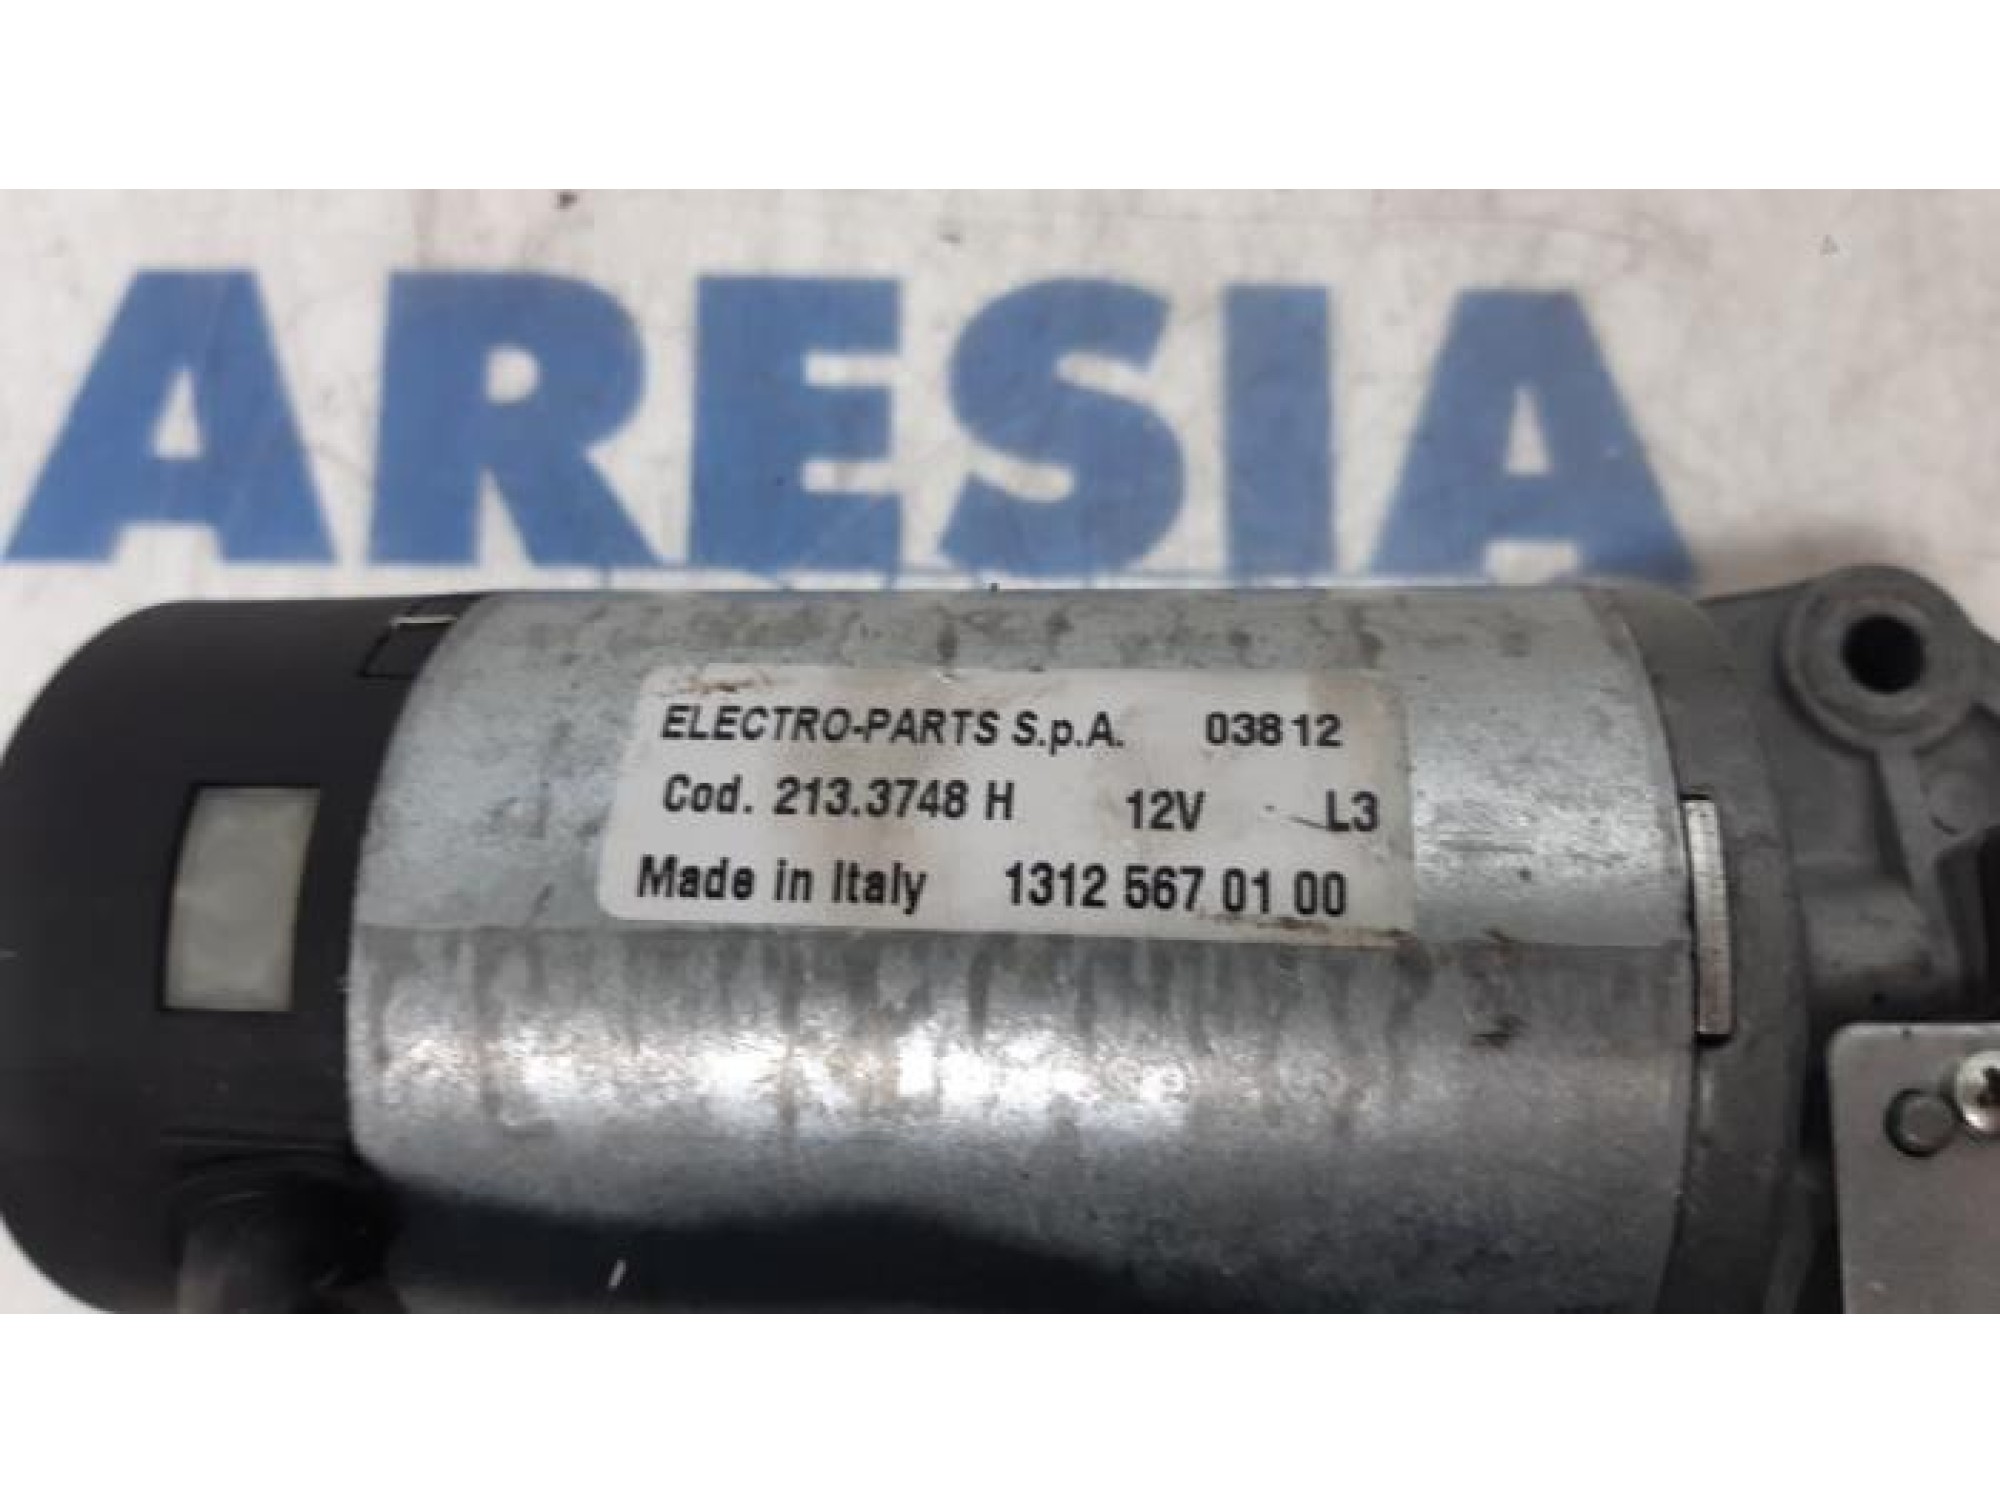 ARESIA
ELECTRO-PARTS S.p.A. 03812
Cod. 213.3748 H 12V L3
Made in Italy 1312 567 01 00